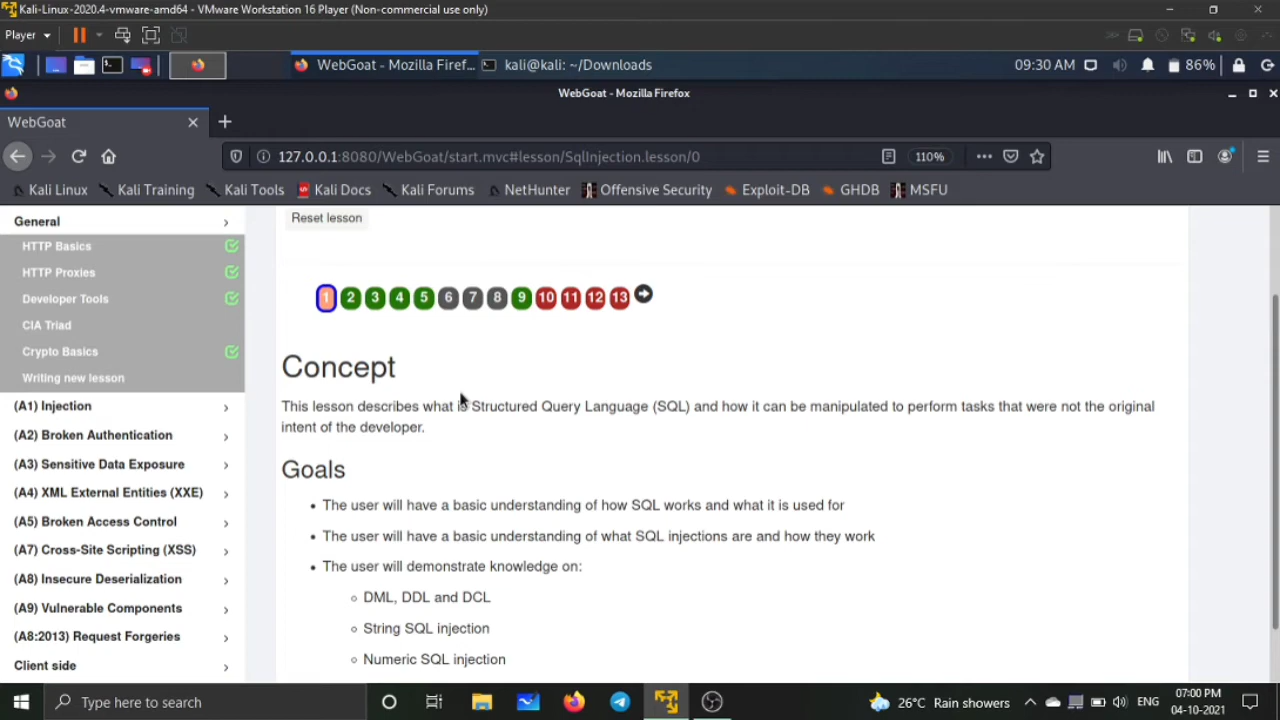 Kali-Linux-2020.4-vmware-amd64 - VMware Workstation 16 Player (Non-commercial use only)
Player
WebGoat - Mozilla Firef... kali@kali: ~/Downloads 09:30 AM 86%
WebGoat - Mozilla Firefox
WebGoat
127.0.0.1:8080/WebGoat/start.mvc#lesson/SqlInjection.lesson/0 110%
Kali Linux Kali Training Kali Tools Kali Docs Kali Forums NetHunter Offensive Security Exploit-DB GHDB MSFU
General
HTTP Basics
HTTP Proxies
Developer Tools
CIA Triad
Crypto Basics
Writing new lesson
(A1) Injection
(A2) Broken Authentication
(A3) Sensitive Data Exposure
(A4) XML External Entities (XXE)
(A5) Broken Access Control
(A7) Cross-Site Scripting (XSS)
(A8) Insecure Deserialization
(A9) Vulnerable Components
(A8:2013) Request Forgeries
Client side
Reset lesson
1 2 3 4 5 6 7 8 9 10 11 12 13
Concept
This lesson describes what is Structured Query Language (SQL) and how it can be manipulated to perform tasks that were not the original
intent of the developer.
Goals
• The user will have a basic understanding of how SQL works and what it is used for
• The user will have a basic understanding of what SQL injections are and how they work
• The user will demonstrate knowledge on:
◦ DML, DDL and DCL
◦ String SQL injection
◦ Numeric SQL injection
Type here to search 26°C Rain showers ENG 07:00 PM
04-10-2021